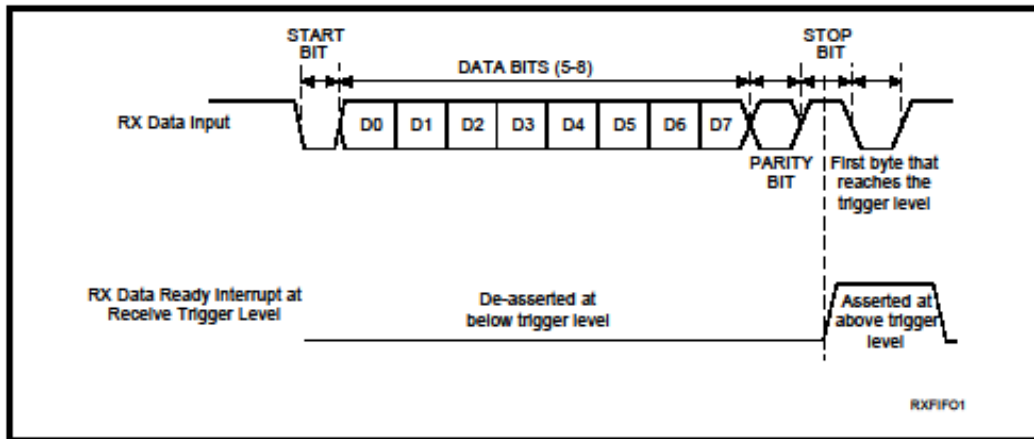 START
BIT
DATA BITS (5-8)
STOP
BIT
RX Data Input
D0 D1 D2 D3 D4 D5 D6 D7
PARITY
BIT
First byte that
reaches the
trigger level
RX Data Ready Interrupt at
Receive Trigger Level
De-asserted at
below trigger level
Asserted at
above trigger
level
RXFIFO1